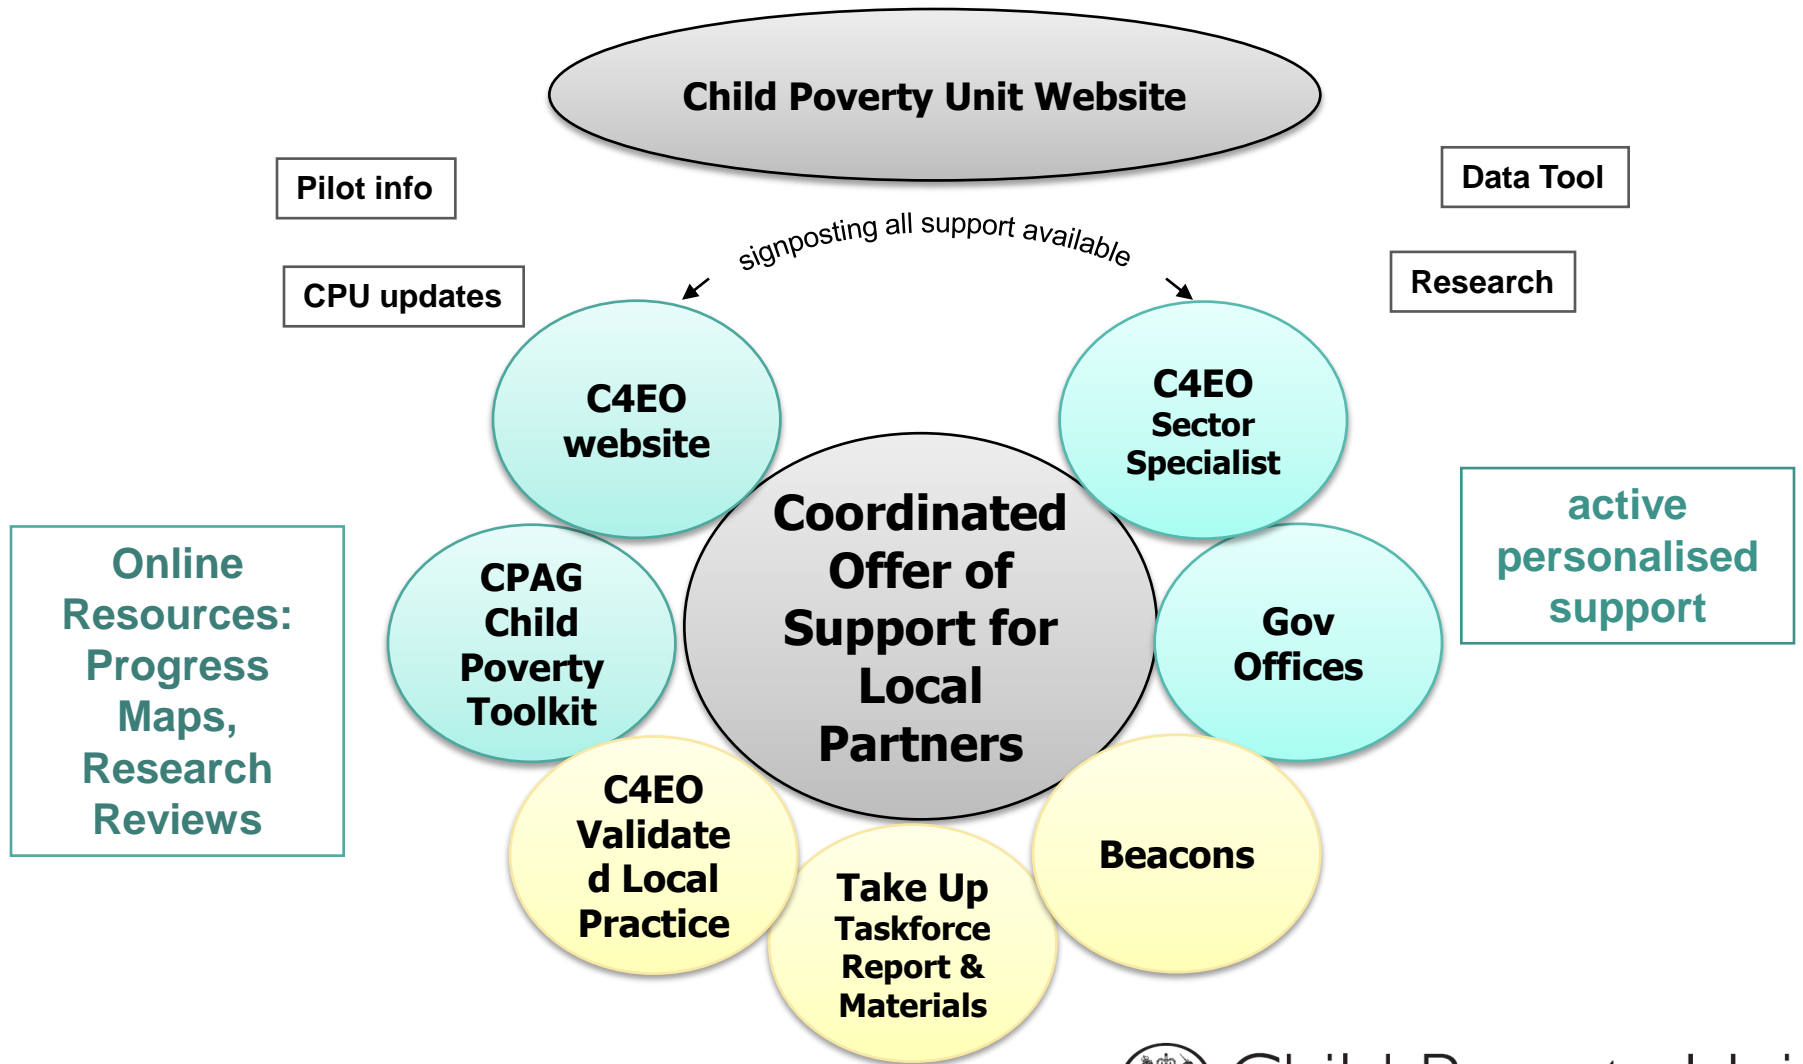 Child Poverty Unit Website
Pilot info
Data Tool
signposting all support available
CPU updates
Research
C4EO
website
C4EO
Sector
Specialist
Coordinated
Offer of
Support for
Local
Partners
active
personalised
support
Online
Resources:
Progress
Maps,
Research
Reviews
CPAG
Child
Poverty
Toolkit
Gov
Offices
C4EO
Validate
d Local
Practice
Take Up
Taskforce
Report &
Materials
Beacons